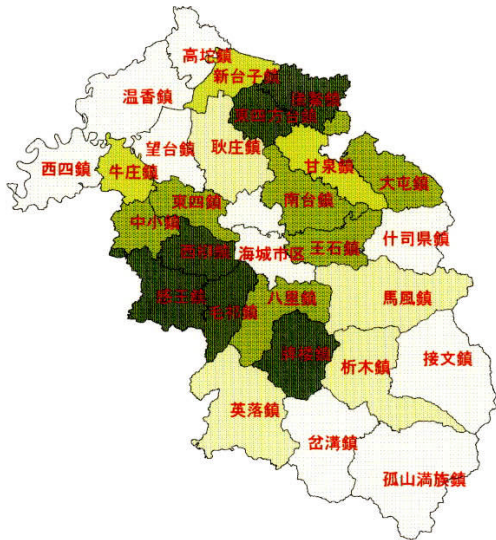 高坨鎮
新台子鎮
温香鎮
東四方台鎮
望台鎮
耿庄鎮
甘泉鎮
西四鎮
牛庄鎮
大屯鎮
東四鎮
南台鎮
中小鎮
什司県鎮
西柳鎮
海城市区
王石鎮
馬風鎮
毛祁鎮
八里鎮
接文鎮
析木鎮
英落鎮
岔溝鎮
孤山満族鎮